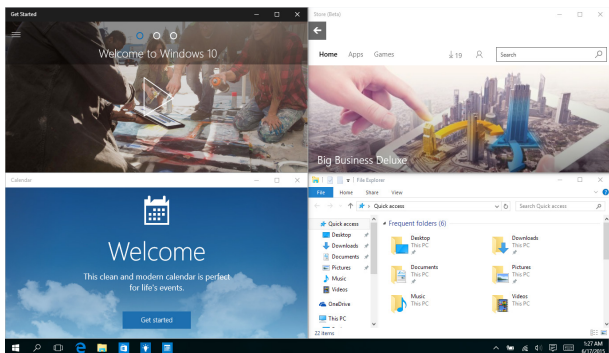 Get Started
Welcome to Windows 10
Store (Beta)
Home Apps Games
19
Search
Big Business Deluxe
Calendar
Welcome
This clean and modern calendar is perfect
for life's events.
Get started
File Explorer
File Home Share View
Quick access
Search Quick access
Quick access
Desktop
Downloads
Documents
Pictures
Music
Videos
OneDrive
This PC
Frequent folders (6)
Desktop
This PC
Downloads
This PC
Documents
This PC
Pictures
This PC
Music
This PC
Videos
This PC
22 items
1:27 AM
6/17/2015